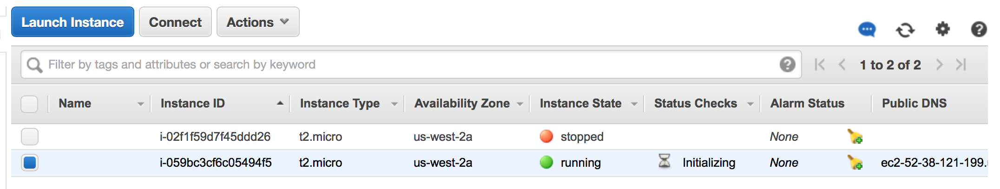 Launch Instance Connect Actions
Filter by tags and attributes or search by keyword 1 to 2 of 2
Name Instance ID Instance Type Availability Zone Instance State Status Checks Alarm Status Public DNS
i-02f1f59d7f45ddd26 t2.micro us-west-2a stopped None
i-059bc3cf6c05494f5 t2.micro us-west-2a running Initializing None ec2-52-38-121-199.